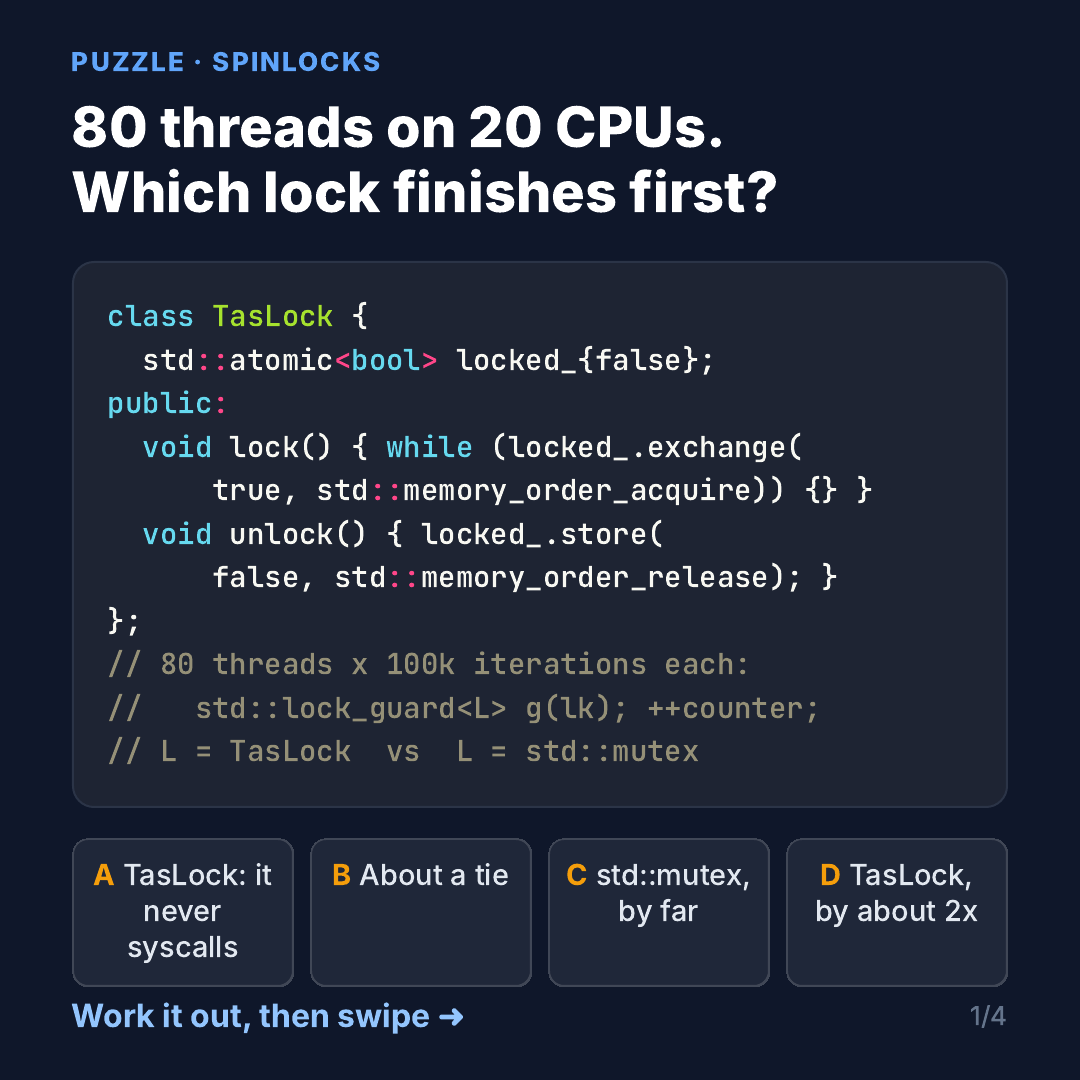 PUZZLE · SPINLOCKS
80 threads on 20 CPUs.
Which lock finishes first?
class TasLock {
  std::atomic<bool> locked_{false};
public:
  void lock() { while (locked_.exchange(
      true, std::memory_order_acquire)) {} }
  void unlock() { locked_.store(
      false, std::memory_order_release); }
};
// 80 threads x 100k iterations each:
//   std::lock_guard<L> g(lk); ++counter;
// L = TasLock  vs  L = std::mutex
A TasLock: it
never
syscalls
B About a tie
C std::mutex,
by far
D TasLock,
by about 2x
Work it out, then swipe ➜
1/4